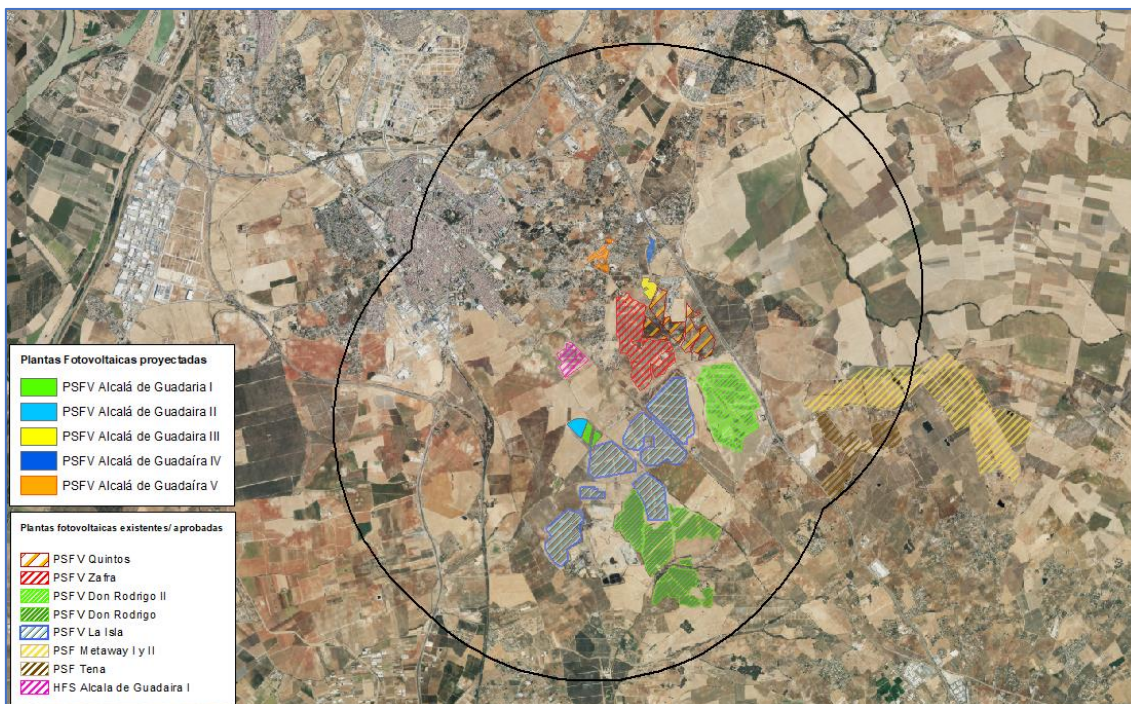 Plantas Fotovoltaicas proyectadas
PSFV Alcalá de Guadaria I
PSFV Alcalá de Guadaira II
PSFV Alcalá de Guadaira III
PSFV Alcalá de Guadaíra IV
PSFV Alcalá de Guadaíra V
Plantas fotovoltaicas existentes/ aprobadas
PSFV Quintos
PSFV Zafra
PSFV Don Rodrigo II
PSFV Don Rodrigo
PSFV La Isla
PSF Metaway I y II
PSF Tena
HFS Alcala de Guadaira I